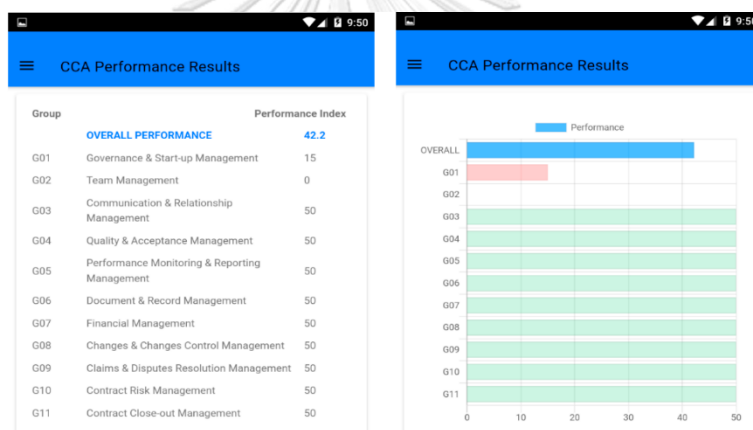 9:50
CCA Performance Results
Group Performance Index
OVERALL PERFORMANCE 42.2
G01 Governance & Start-up Management 15
G02 Team Management 0
G03 Communication & Relationship
Management 50
G04 Quality & Acceptance Management 50
G05 Performance Monitoring & Reporting
Management 50
G06 Document & Record Management 50
G07 Financial Management 50
G08 Changes & Changes Control Management 50
G09 Claims & Disputes Resolution Management 50
G10 Contract Risk Management 50
G11 Contract Close-out Management 50
9:50
CCA Performance Results
Performance
OVERALL
G01
G02
G03
G04
G05
G06
G07
G08
G09
G10
G11
0 10 20 30 40 50